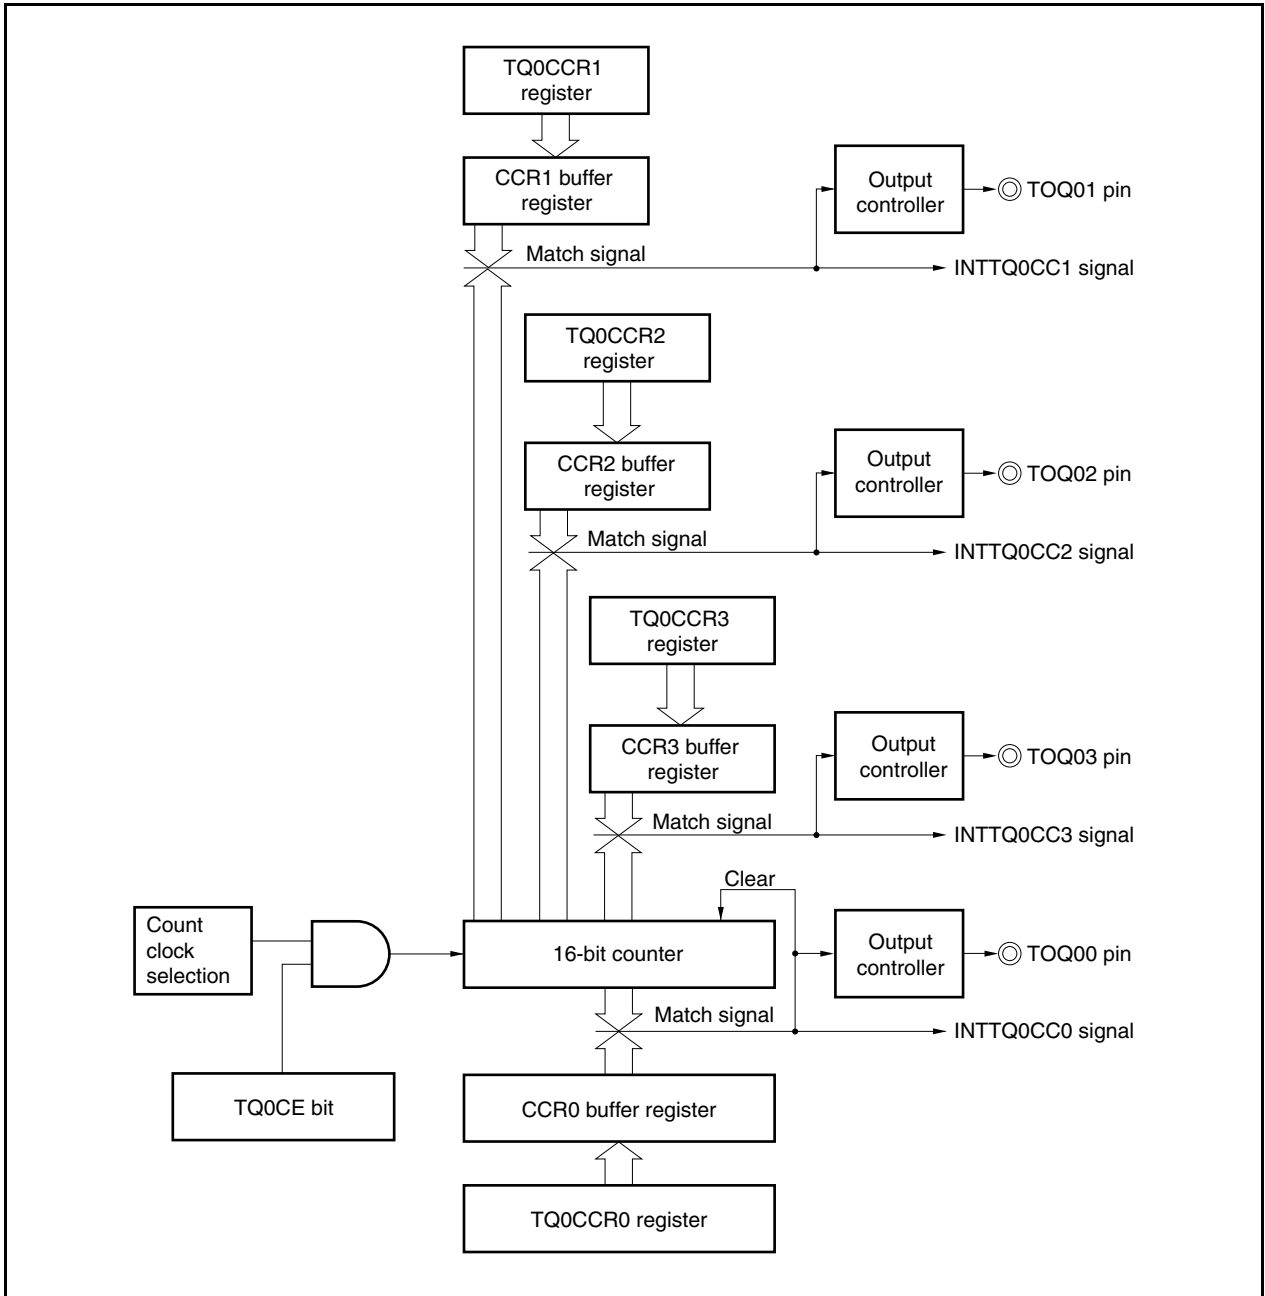 TQ0CCR1
register
CCR1 buffer
register
Output
controller
TOQ01 pin
Match signal
INTTQ0CC1 signal
TQ0CCR2
register
CCR2 buffer
register
Output
controller
TOQ02 pin
Match signal
INTTQ0CC2 signal
TQ0CCR3
register
CCR3 buffer
register
Output
controller
TOQ03 pin
Match signal
INTTQ0CC3 signal
Clear
Count
clock
selection
16-bit counter
Output
controller
TOQ00 pin
Match signal
INTTQ0CC0 signal
TQ0CE bit
CCR0 buffer register
TQ0CCR0 register